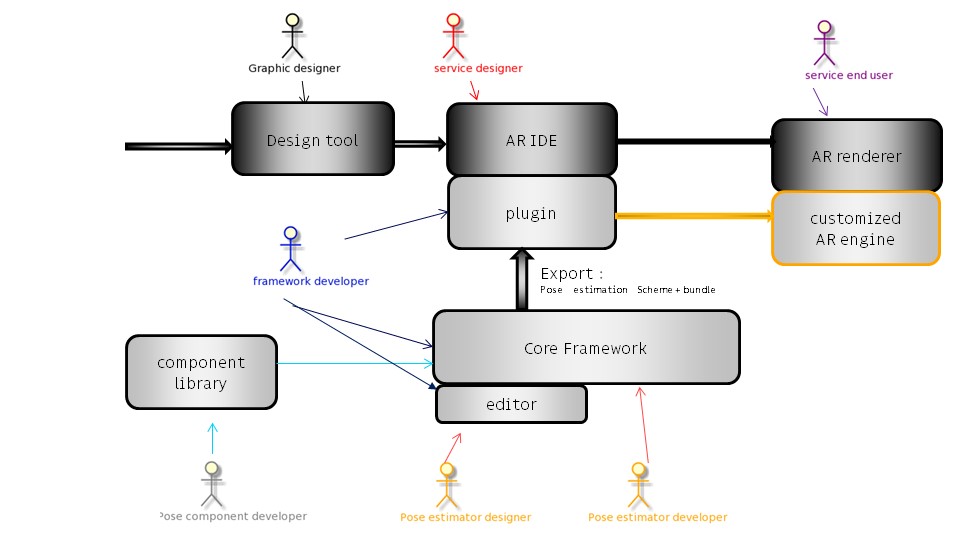 Graphic designer
service designer
service end user
Design tool
AR IDE
AR renderer
plugin
customized
AR engine
framework developer
Export :
Pose estimation Scheme + bundle
Core Framework
component
library
editor
Pose component developer
Pose estimator designer
Pose estimator developer